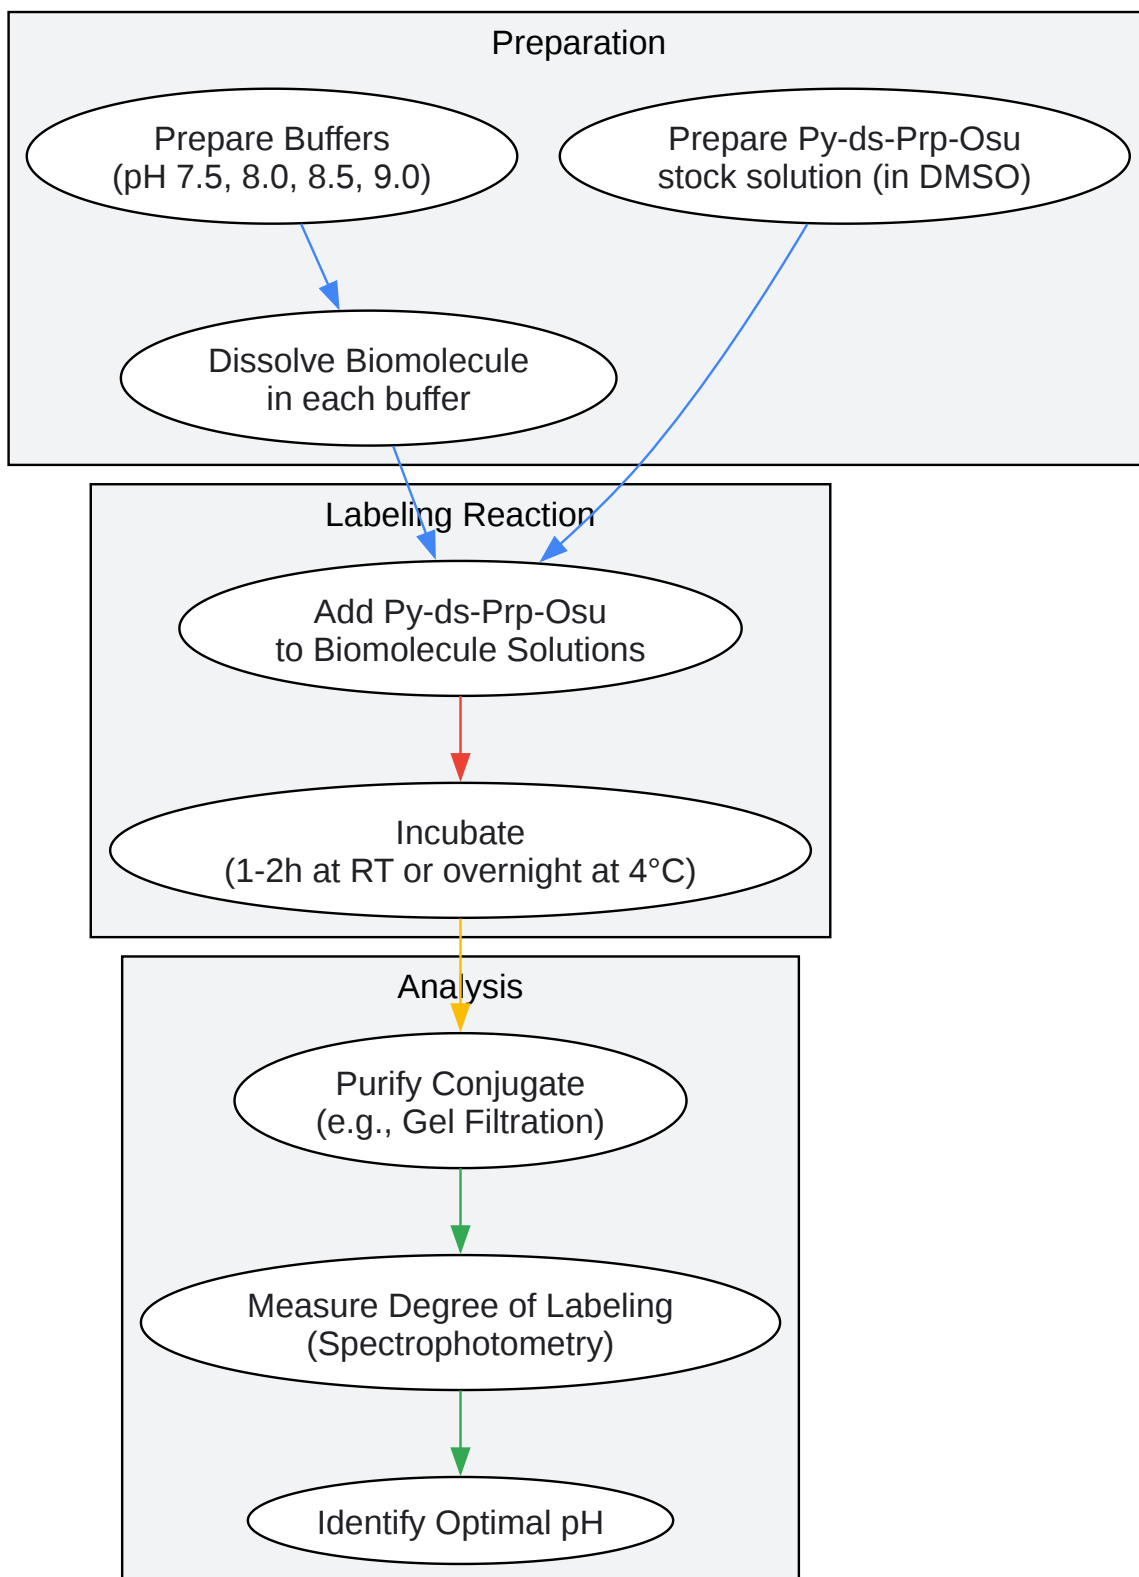 Preparation
Prepare Buffers
(pH 7.5, 8.0, 8.5, 9.0)
Prepare Py-ds-Prp-Osu
stock solution (in DMSO)
Dissolve Biomolecule
in each buffer
Labeling Reaction
Add Py-ds-Prp-Osu
to Biomolecule Solutions
Incubate
(1-2h at RT or overnight at 4°C)
Analysis
Purify Conjugate
(e.g., Gel Filtration)
Measure Degree of Labeling
(Spectrophotometry)
Identify Optimal pH